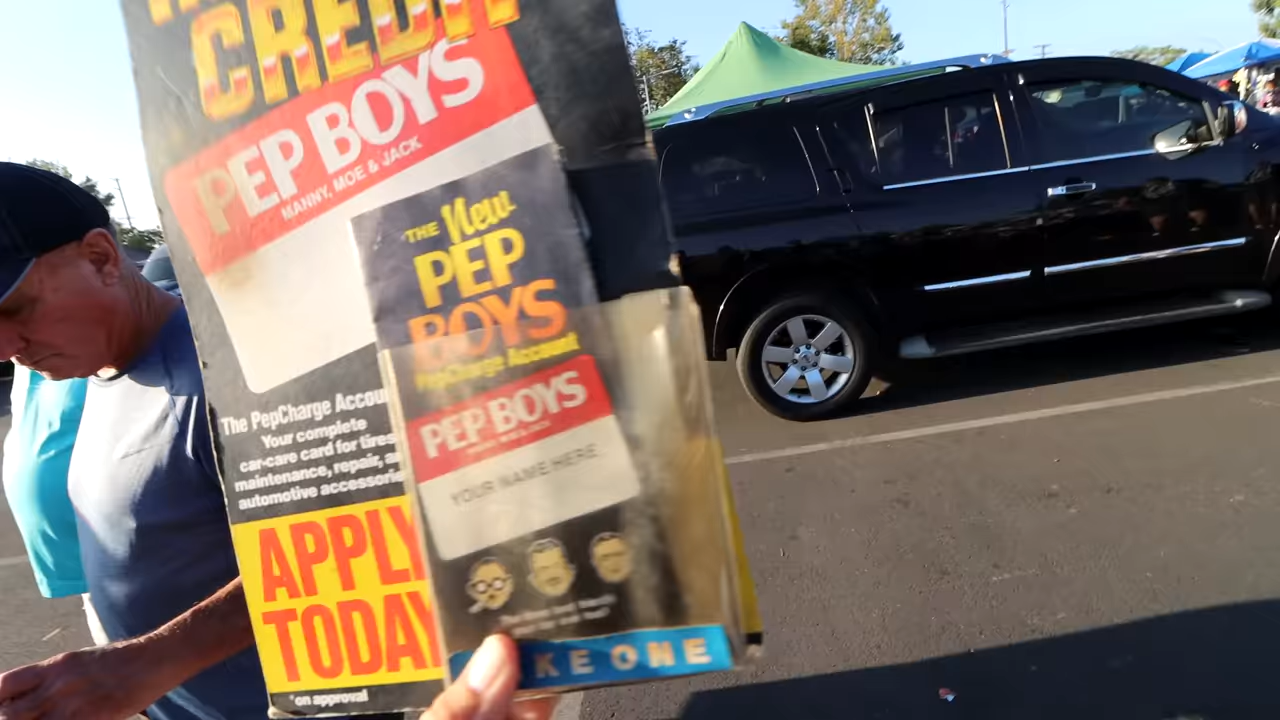 CREDIT
PEP BOYS
MANNY, MOE & JACK
The PepCharge Accou
Your complete
car-care card for tires
maintenance, repair, a
automotive accessorie
APPLY
TODAY
*on approval
THE New
PEP
BOYS
PepCharge Account
PEP BOYS
YOUR NAME HERE
KE ONE